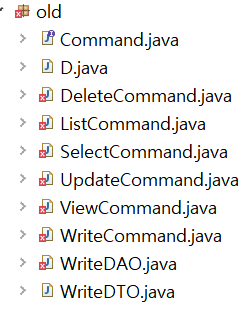 old
Command.java
D.java
DeleteCommand.java
ListCommand.java
SelectCommand.java
UpdateCommand.java
ViewCommand.java
WriteCommand.java
WriteDAO.java
WriteDTO.java